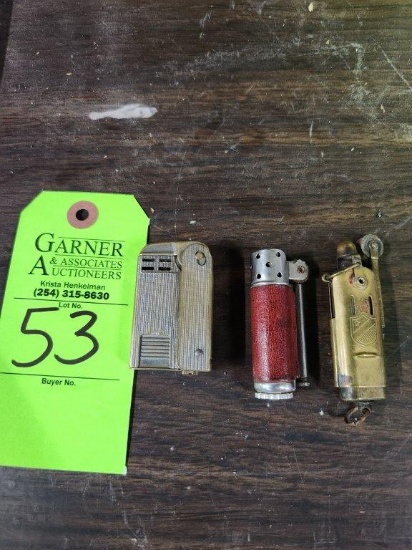 GARNER
& ASSOCIATES
AUCTIONEERS
Krista Henkelman
(254) 315-8630
Lot No.
53
Buyer No.